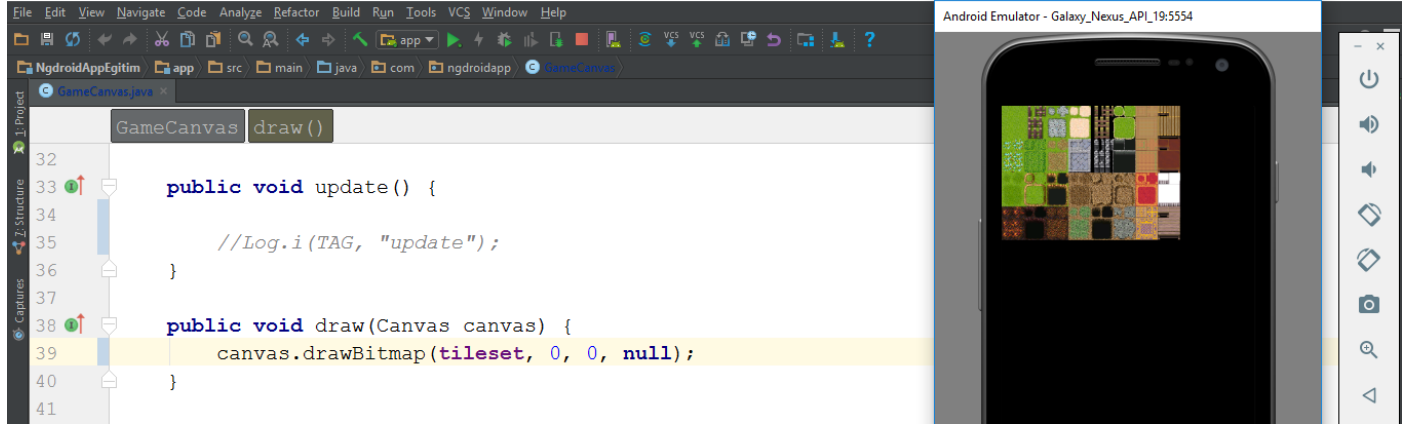 File Edit View Navigate Code Analyze Refactor Build Run Tools VCS Window Help
Android Emulator - Galaxy_Nexus_API_19:5554
app
VCS VCS
NgdroidAppEgitim app src main java com ngdroidapp GameCanvas
GameCanvas.java
1: Project
GameCanvas draw()
32
33 public void update() {
34
35 //Log.i(TAG, "update");
36 }
37
38 public void draw(Canvas canvas) {
39 canvas.drawBitmap(tileset, 0, 0, null);
40 }
41
7: Structure
Captures